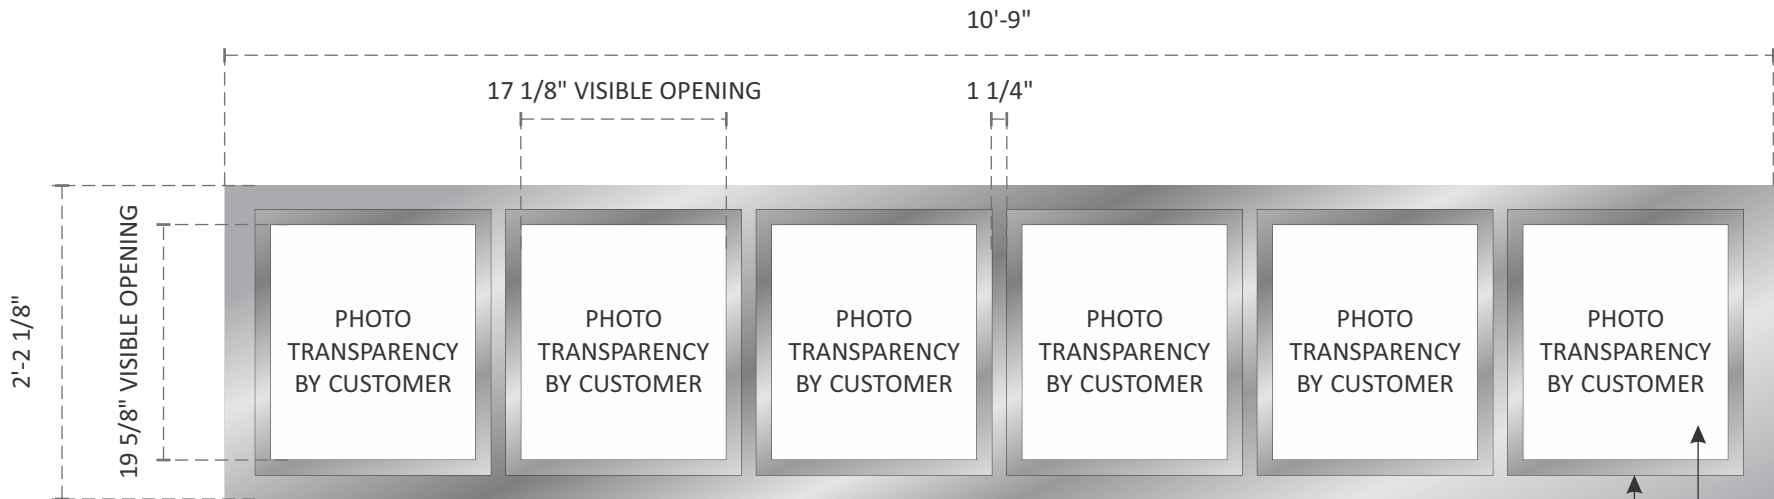 10'-9"
17 1/8" VISIBLE OPENING
1 1/4"
2'-2 1/8"
19 5/8" VISIBLE OPENING
PHOTO
TRANSPARENCY
BY CUSTOMER
PHOTO
TRANSPARENCY
BY CUSTOMER
PHOTO
TRANSPARENCY
BY CUSTOMER
PHOTO
TRANSPARENCY
BY CUSTOMER
PHOTO
TRANSPARENCY
BY CUSTOMER
PHOTO
TRANSPARENCY
BY CUSTOMER